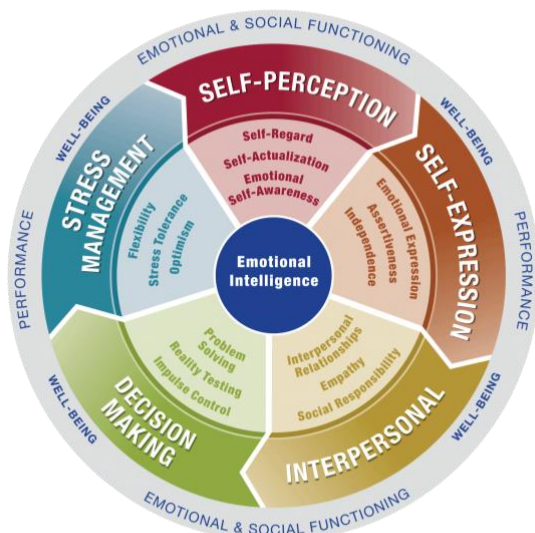 EMOTIONAL & SOCIAL FUNCTIONING
WELL-BEING
WELL-BEING
PERFORMANCE
PERFORMANCE
SELF-PERCEPTION
Self-Regard
Self-Actualization
Emotional
Self-Awareness
SELF-EXPRESSION
Emotional Expression
Assertiveness
Independence
INTERPERSONAL
Interpersonal
Relationships
Empathy
Social Responsibility
DECISION
MAKING
Problem
Solving
Reality Testing
Impulse Control
STRESS
MANAGEMENT
Flexibility
Stress Tolerance
Optimism
Emotional
Intelligence
WELL-BEING
WELL-BEING
EMOTIONAL & SOCIAL FUNCTIONING